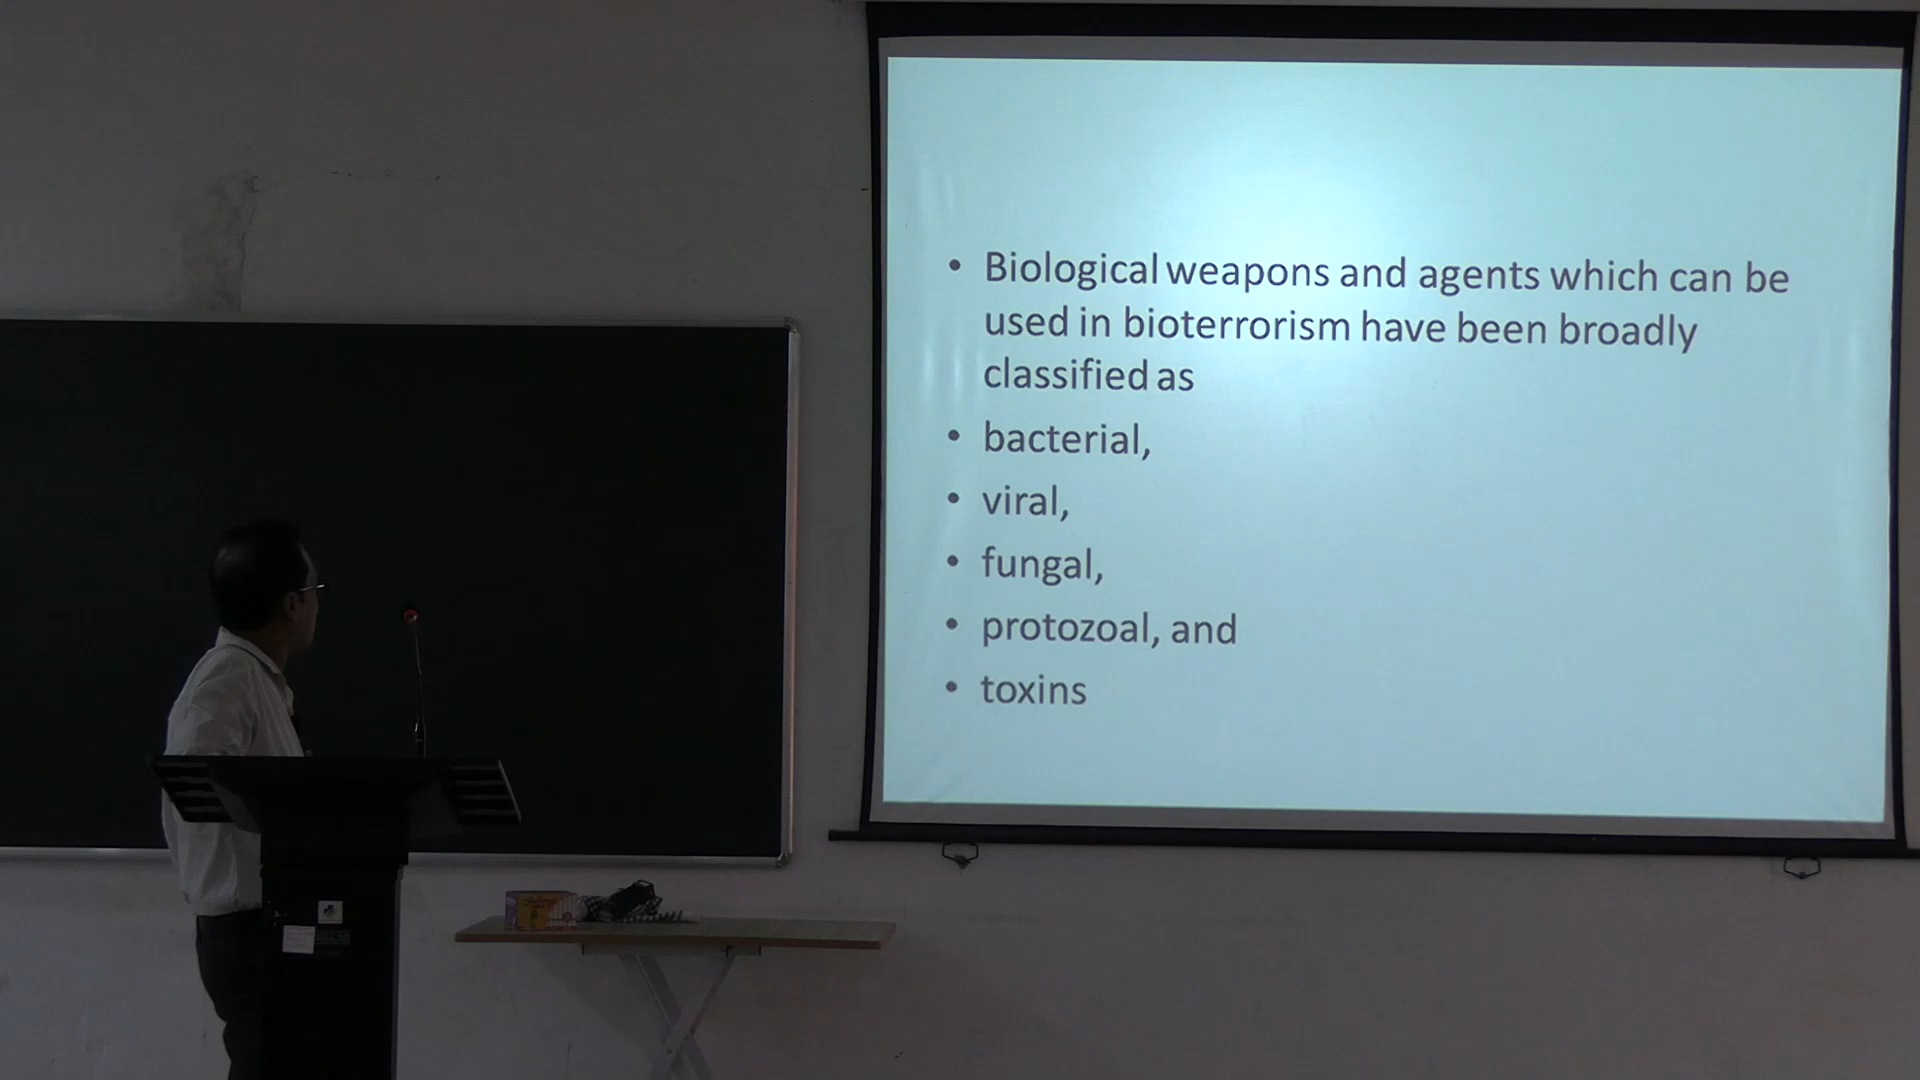 • Biological weapons and agents which can be
used in bioterrorism have been broadly
classified as
• bacterial,
• viral,
• fungal,
• protozoal, and
• toxins